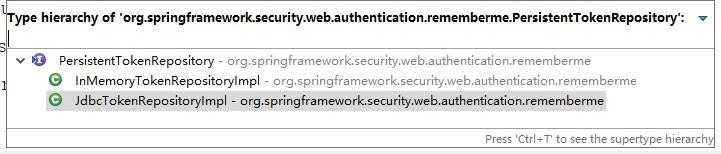 Type hierarchy of 'org.springframework.security.web.authentication.rememberme.PersistentTokenRepository':
PersistentTokenRepository - org.springframework.security.web.authentication.rememberme
InMemoryTokenRepositoryImpl - org.springframework.security.web.authentication.rememberme
JdbcTokenRepositoryImpl - org.springframework.security.web.authentication.rememberme
Press 'Ctrl+T' to see the supertype hierarchy